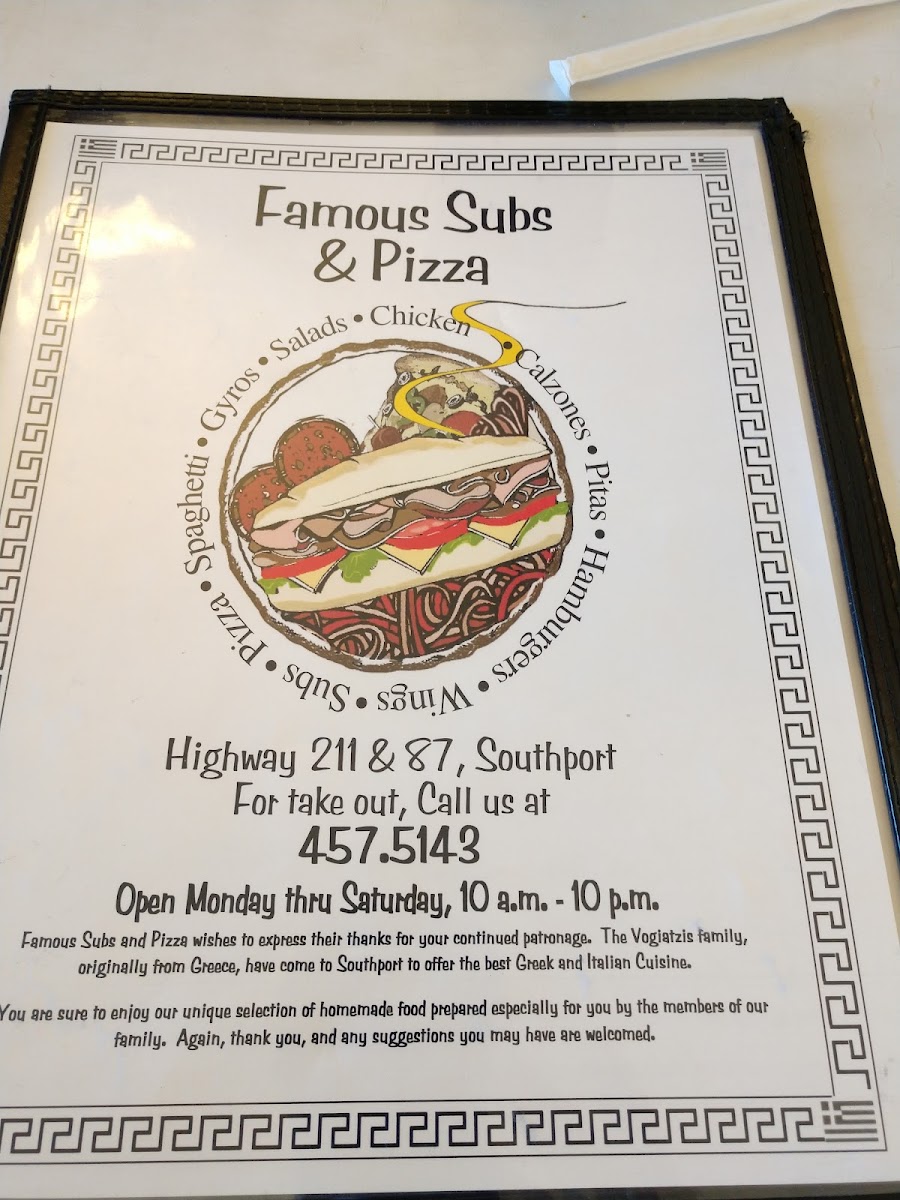 Famous Subs
& Pizza
Subs • Pizza • Spaghetti • Gyros • Salads • Chicken • Calzones • Pitas • Hamburgers • Wings •
Highway 211 & 87, Southport
For take out, Call us at
457.5143
Open Monday thru Saturday, 10 a.m. - 10 p.m.
Famous Subs and Pizza wishes to express their thanks for your continued patronage. The Vogiatzis family,
originally from Greece, have come to Southport to offer the best Greek and Italian Cuisine.
You are sure to enjoy our unique selection of homemade food prepared especially for you by the members of our
family. Again, thank you, and any suggestions you may have are welcomed.